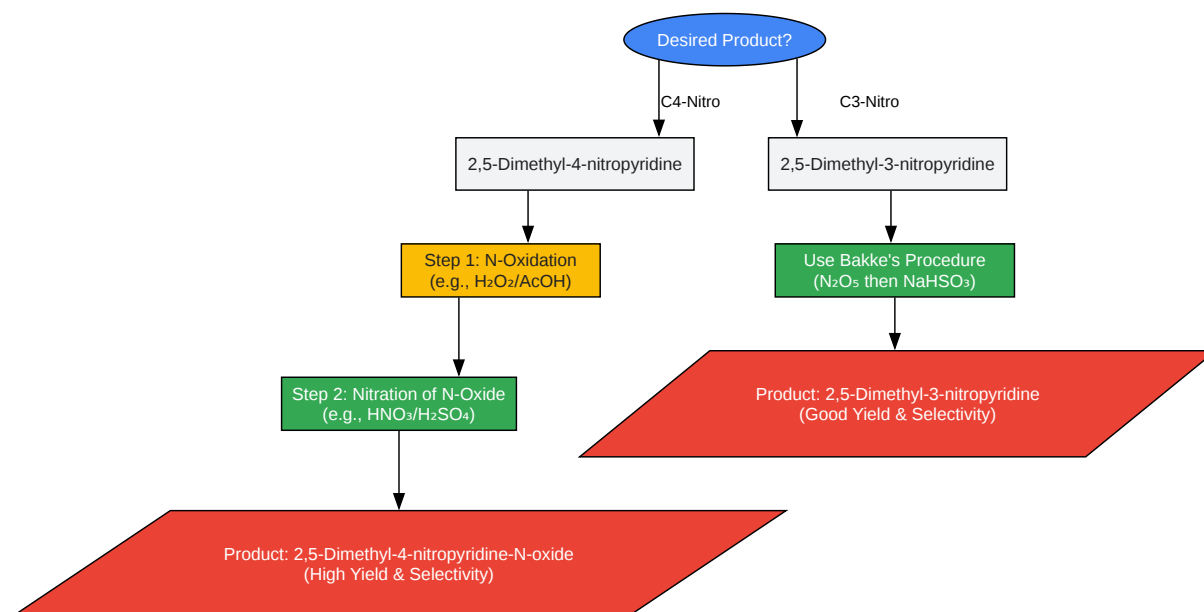 Desired Product?
C4-Nitro
C3-Nitro
2,5-Dimethyl-4-nitropyridine
2,5-Dimethyl-3-nitropyridine
Step 1: N-Oxidation
(e.g., H₂O₂/AcOH)
Use Bakke's Procedure
(N₂O₅ then NaHSO₃)
Step 2: Nitration of N-Oxide
(e.g., HNO₃/H₂SO₄)
Product: 2,5-Dimethyl-3-nitropyridine
(Good Yield & Selectivity)
Product: 2,5-Dimethyl-4-nitropyridine-N-oxide
(High Yield & Selectivity)